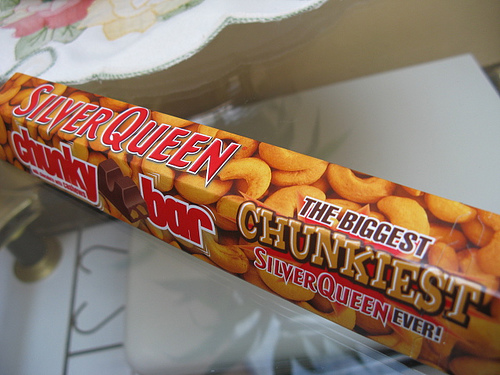 SILVERQUEEN
chunky bar
THE BIGGEST
CHUNKIEST
SILVERQUEEN EVER!